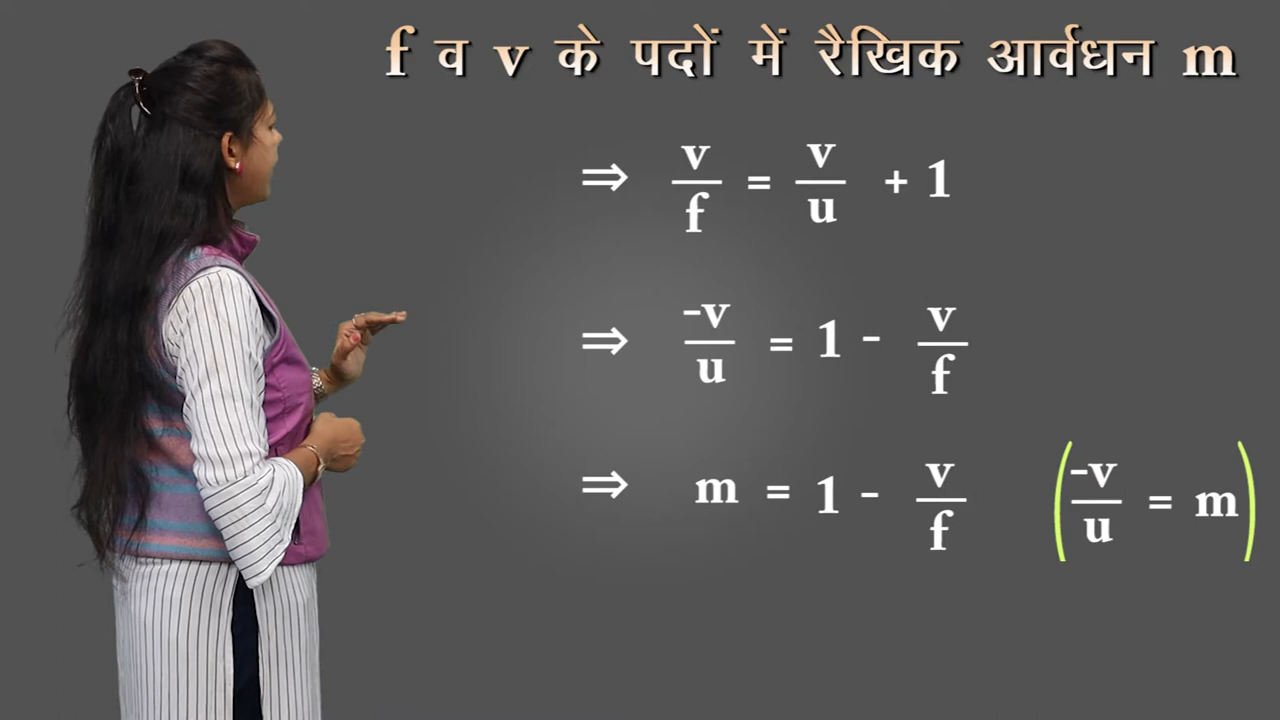 f व v के पदों में रैखिक आर्वधन m
⇒ v/f = v/u + 1
⇒ -v/u = 1 - v/f
⇒ m = 1 - v/f (-v/u = m)